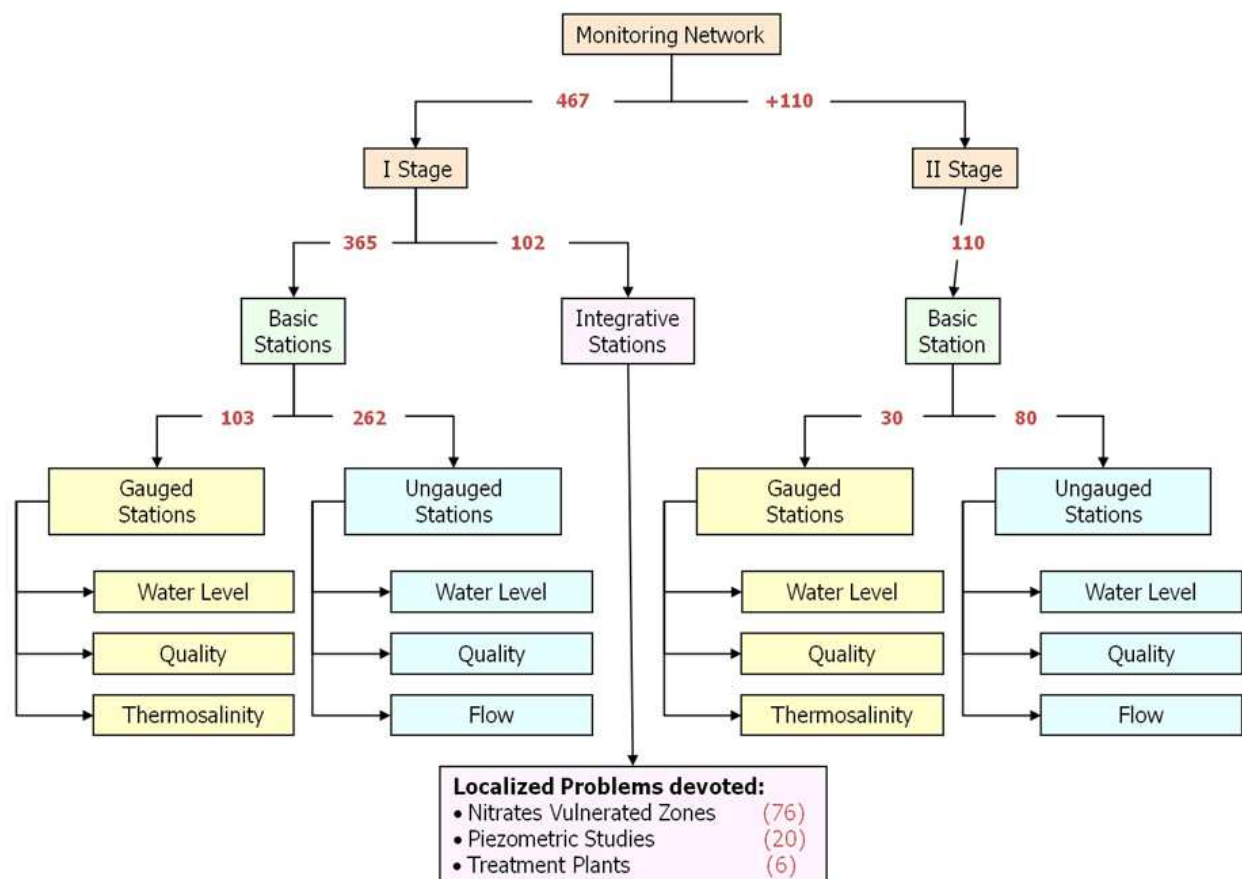 Monitoring Network
467
+110
I Stage
II Stage
365
102
110
Basic
Stations
Integrative
Stations
Basic
Station
103
262
30
80
Gauged
Stations
Ungauged
Stations
Gauged
Stations
Ungauged
Stations
Water Level
Water Level
Water Level
Water Level
Quality
Quality
Quality
Quality
Thermosalinity
Flow
Thermosalinity
Flow
Localized Problems devoted:
• Nitrates Vulnerated Zones (76)
• Piezometric Studies (20)
• Treatment Plants (6)